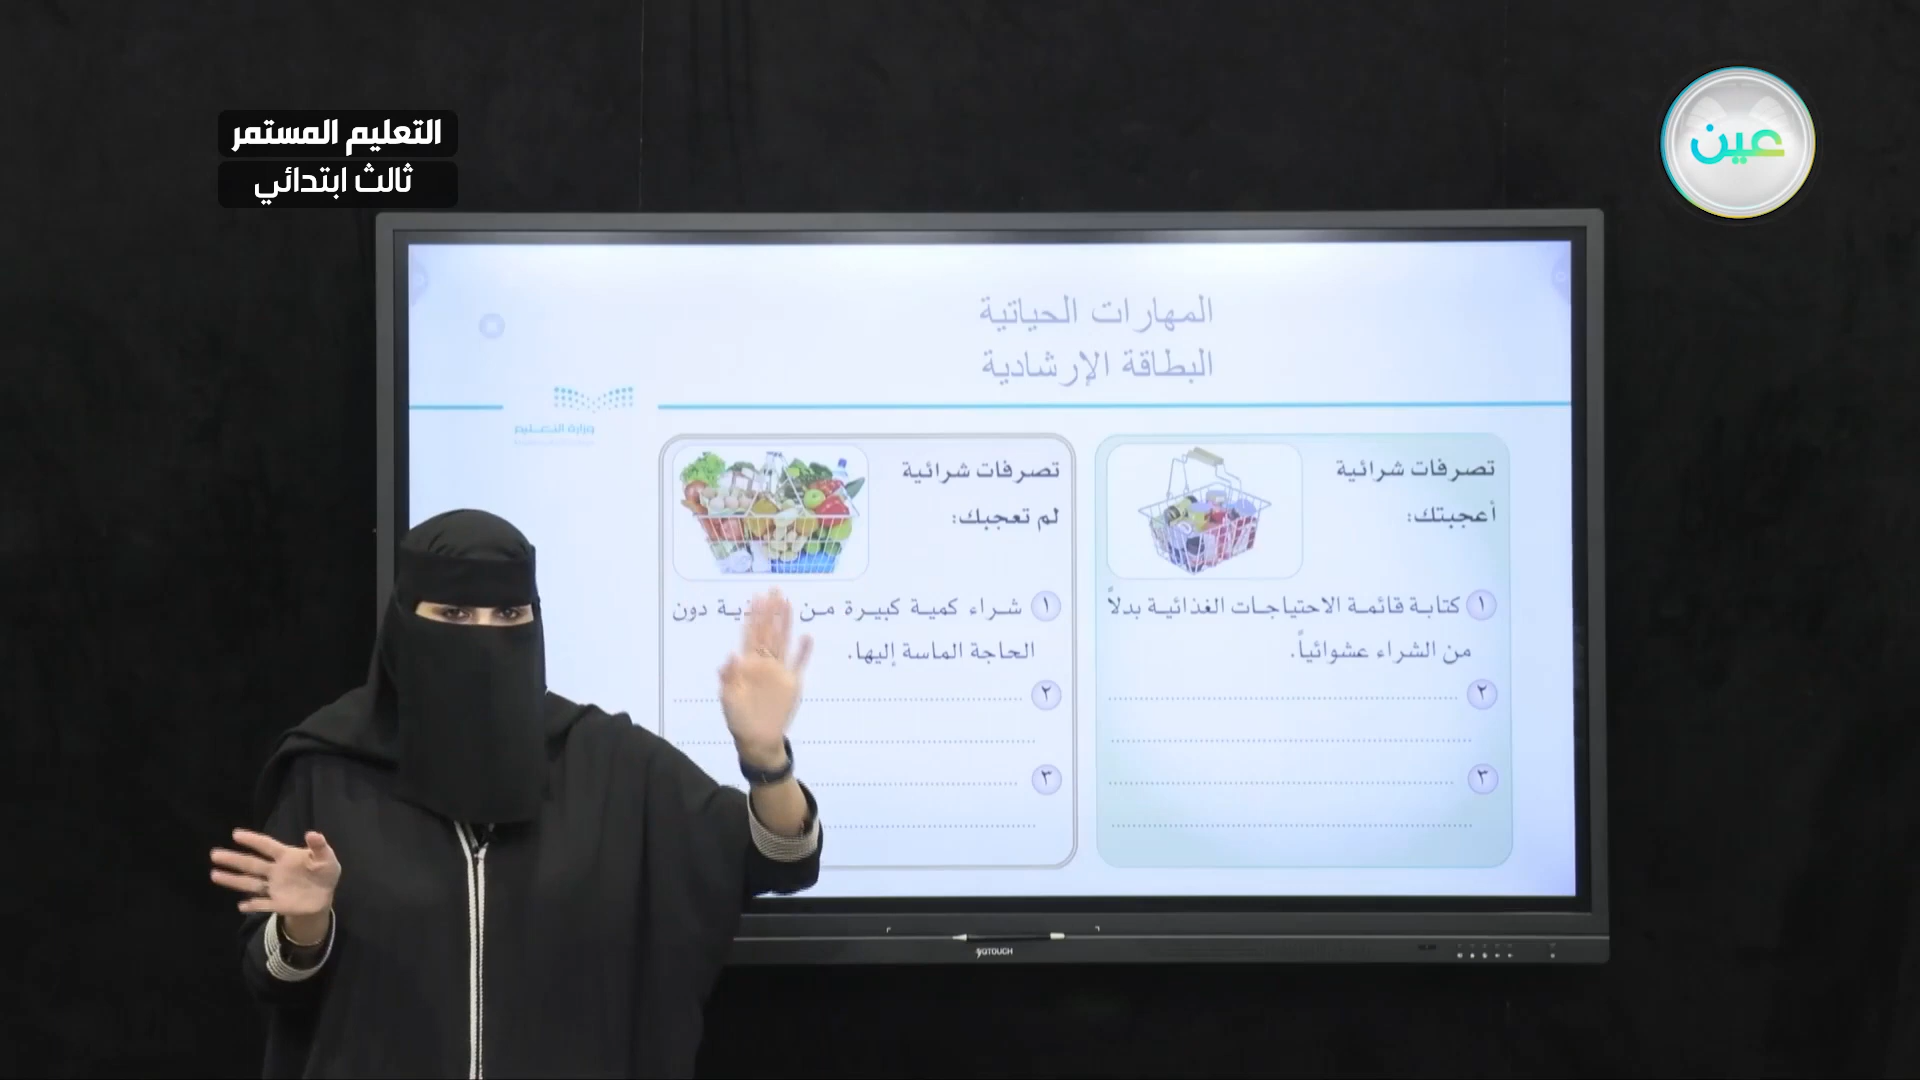 التعليم المستمر
ثالث ابتدائي
عين
المهارات الحياتية
البطاقة الإرشادية
وزارة التعليم
تصرفات شرائية
أعجبتك:
١ كتابة قائمة الاحتياجات الغذائية بدلاً
من الشراء عشوائياً.
٢
٣
تصرفات شرائية
لم تعجبك:
١ شراء كمية كبيرة من دون
الحاجة الماسة إليها.
٢
٣